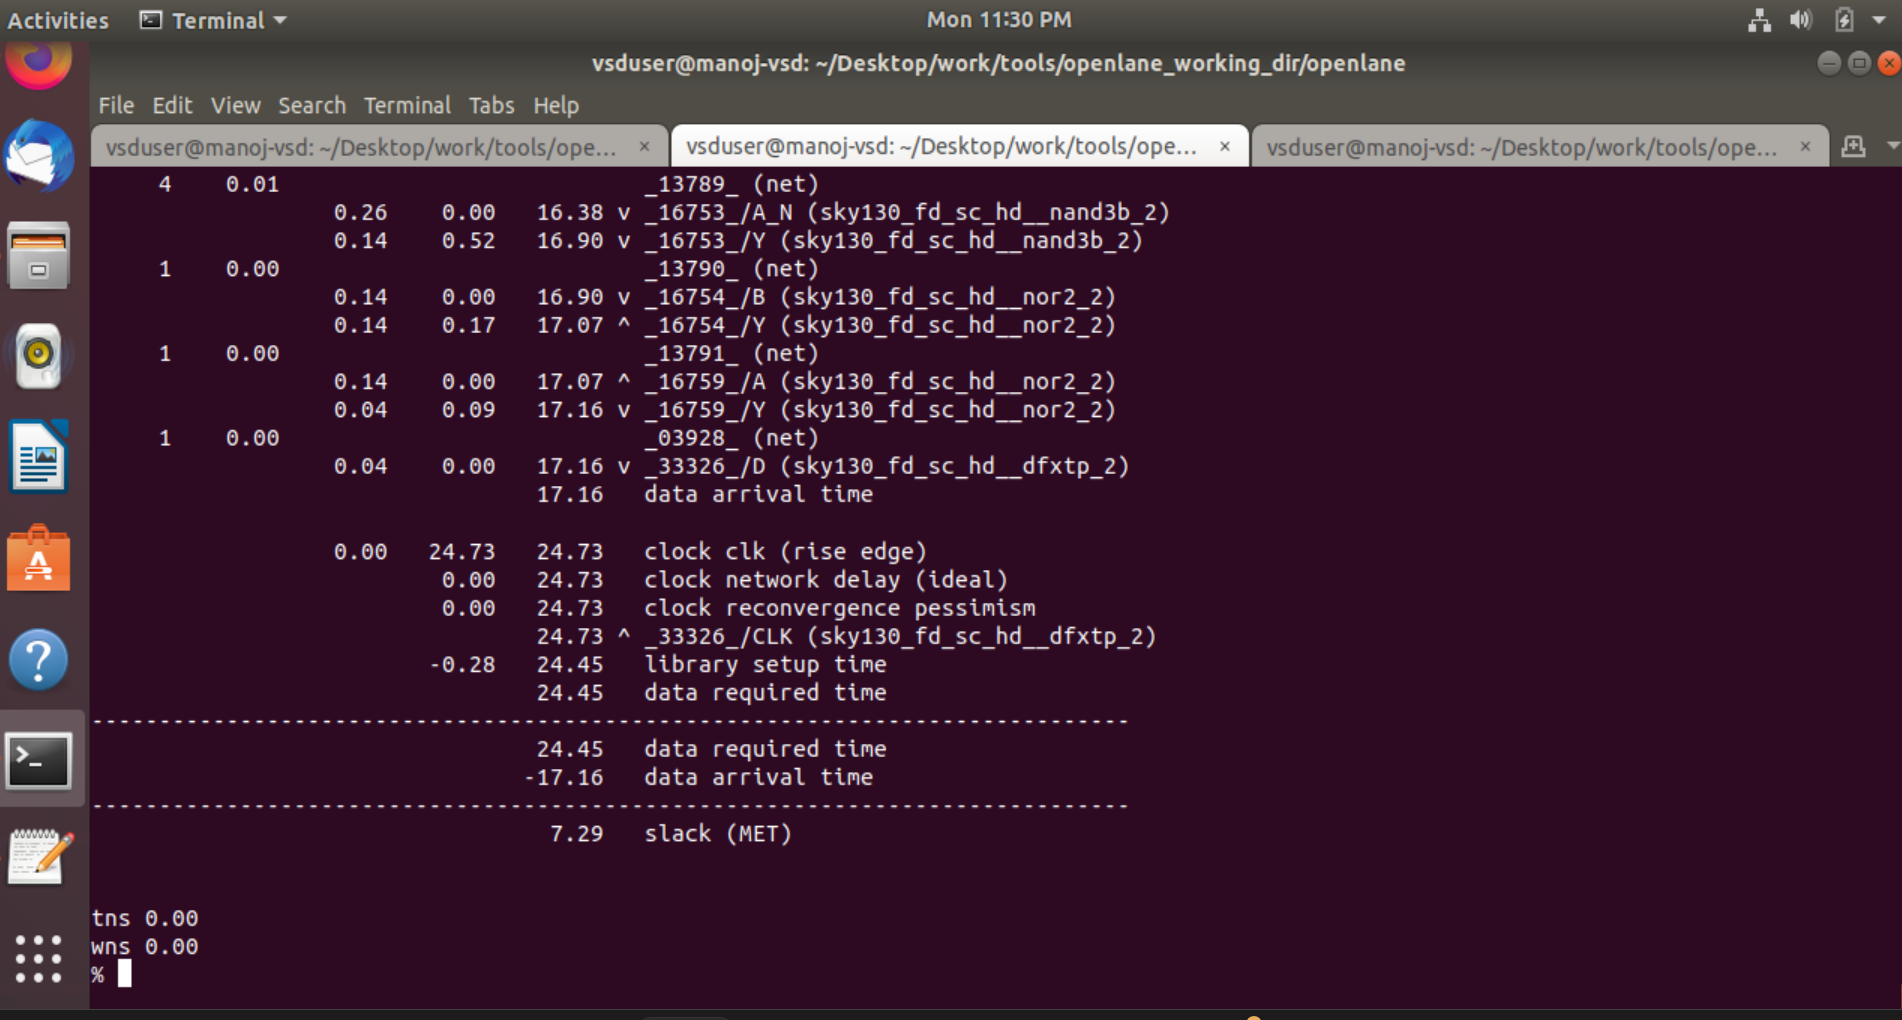 Activities Terminal Mon 11:30 PM
vsduser@manoj-vsd: ~/Desktop/work/tools/openlane_working_dir/openlane
File Edit View Search Terminal Tabs Help
vsduser@manoj-vsd: ~/Desktop/work/tools/ope... × vsduser@manoj-vsd: ~/Desktop/work/tools/ope... × vsduser@manoj-vsd: ~/Desktop/work/tools/ope... ×
4 0.01 _13789_ (net)
0.26 0.00 16.38 v _16753_/A_N (sky130_fd_sc_hd__nand3b_2)
0.14 0.52 16.90 v _16753_/Y (sky130_fd_sc_hd__nand3b_2)
1 0.00 _13790_ (net)
0.14 0.00 16.90 v _16754_/B (sky130_fd_sc_hd__nor2_2)
0.14 0.17 17.07 ^ _16754_/Y (sky130_fd_sc_hd__nor2_2)
1 0.00 _13791_ (net)
0.14 0.00 17.07 ^ _16759_/A (sky130_fd_sc_hd__nor2_2)
0.04 0.09 17.16 v _16759_/Y (sky130_fd_sc_hd__nor2_2)
1 0.00 _03928_ (net)
0.04 0.00 17.16 v _33326_/D (sky130_fd_sc_hd__dfxtp_2)
17.16 data arrival time
0.00 24.73 24.73 clock clk (rise edge)
0.00 24.73 clock network delay (ideal)
0.00 24.73 clock reconvergence pessimism
24.73 ^ _33326_/CLK (sky130_fd_sc_hd__dfxtp_2)
-0.28 24.45 library setup time
24.45 data required time
-----------------------------------------------------------------------------
24.45 data required time
-17.16 data arrival time
-----------------------------------------------------------------------------
7.29 slack (MET)
tns 0.00
wns 0.00
%